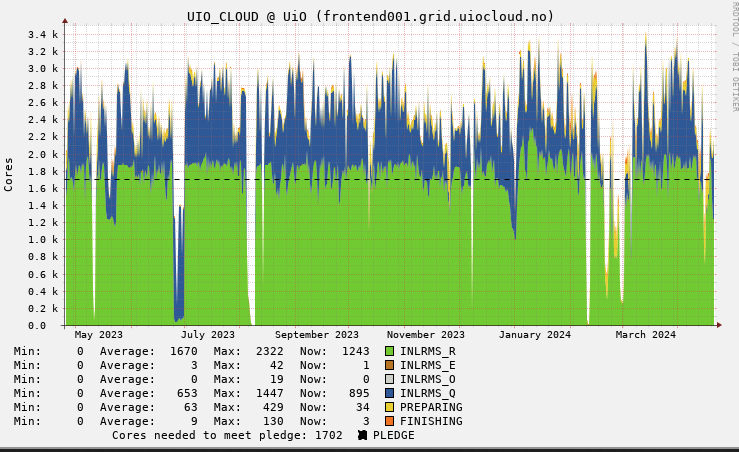 UIO_CLOUD @ UiO (frontend001.grid.uiocloud.no)
RRDTOOL / TOBI OETIKER
Cores
3.4 k
3.2 k
3.0 k
2.8 k
2.6 k
2.4 k
2.2 k
2.0 k
1.8 k
1.6 k
1.4 k
1.2 k
1.0 k
0.8 k
0.6 k
0.4 k
0.2 k
0.0
May 2023 July 2023 September 2023 November 2023 January 2024 March 2024
Min: 0 Average: 1670 Max: 2322 Now: 1243 INLRMS_R
Min: 0 Average: 3 Max: 42 Now: 1 INLRMS_E
Min: 0 Average: 0 Max: 19 Now: 0 INLRMS_O
Min: 0 Average: 653 Max: 1447 Now: 895 INLRMS_Q
Min: 0 Average: 63 Max: 429 Now: 34 PREPARING
Min: 0 Average: 9 Max: 130 Now: 3 FINISHING
Cores needed to meet pledge: 1702 PLEDGE